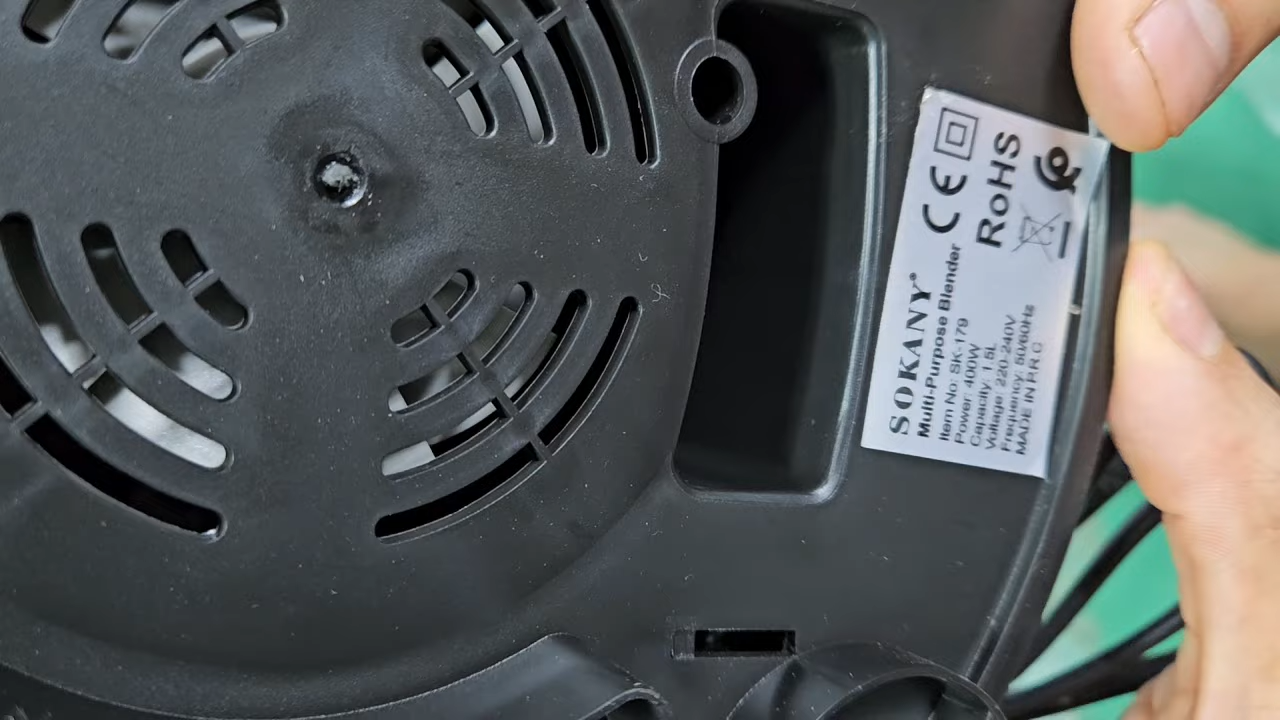 CE
RoHS
SOKANY®
Multi-Purpose Blender
Item No: SK-179
Power: 400W
Capacity: 1.5L
Voltage: 220-240V
Frequency: 50/60Hz
MADE IN P.R.C